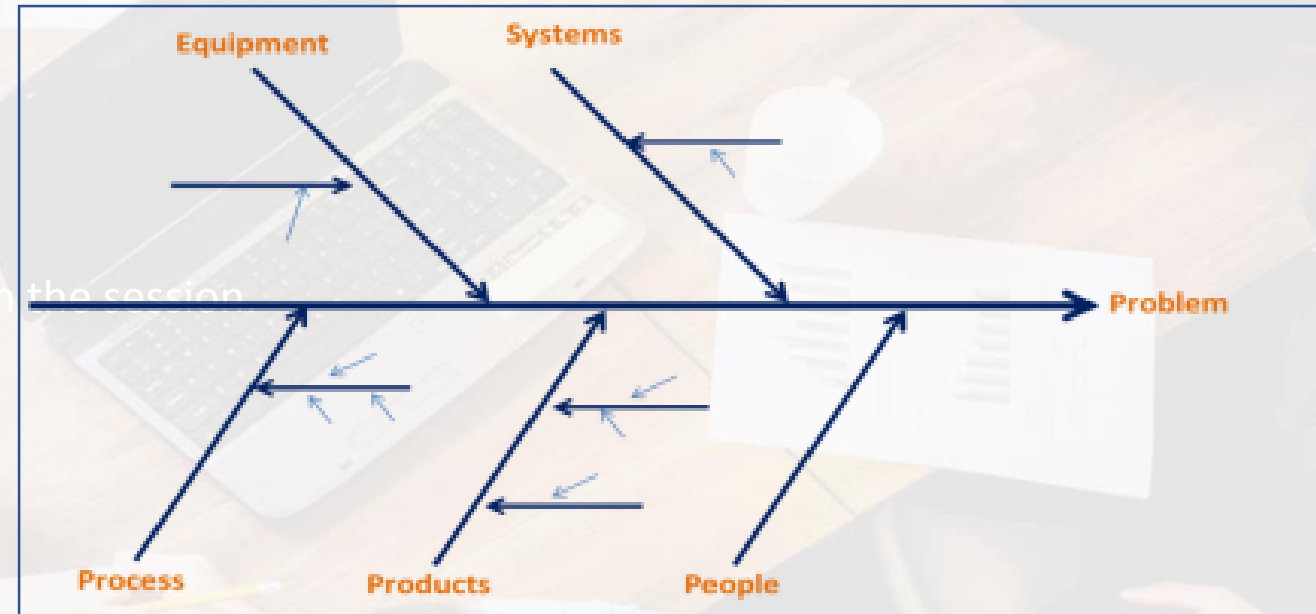 Equipment
Systems
n the session.
Problem
Process
Products
People